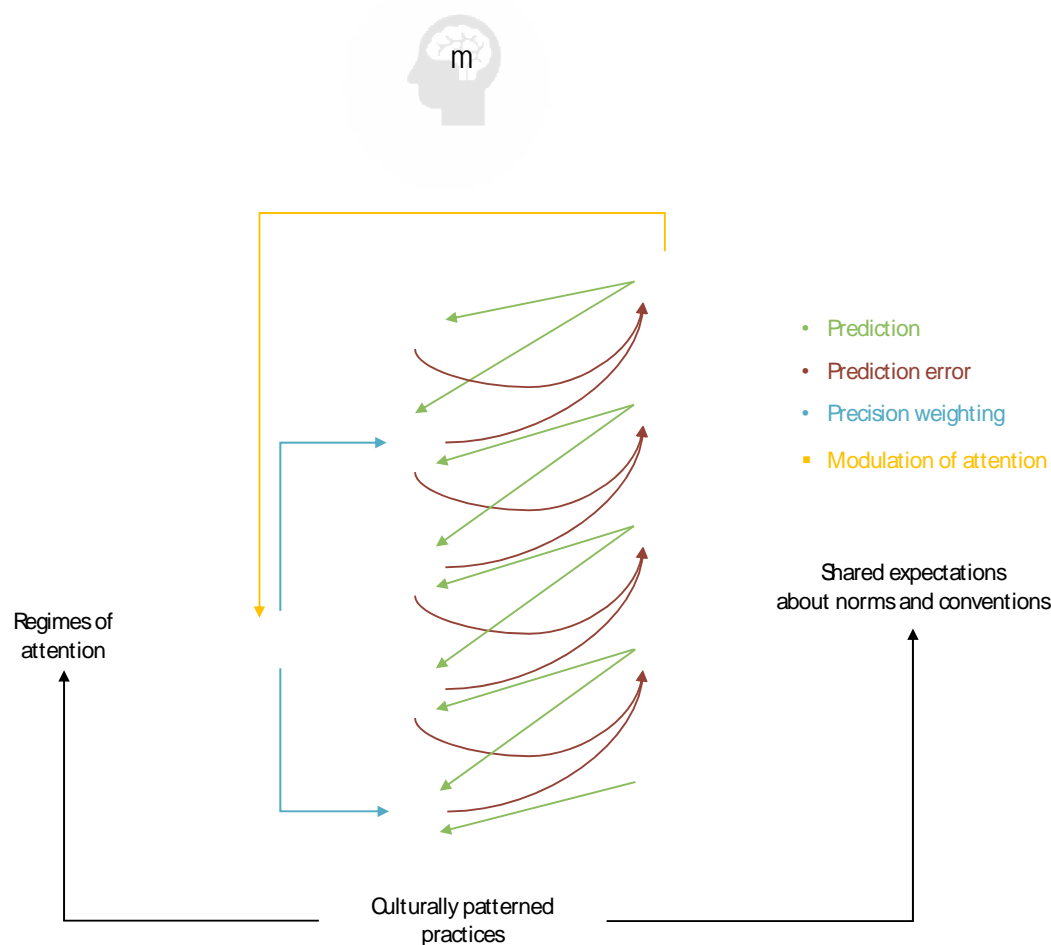 m
Prediction
Prediction error
Precision weighting
Modulation of attention
Shared expectations
about norms and conventions
Regimes of
attention
Culturally patterned
practices